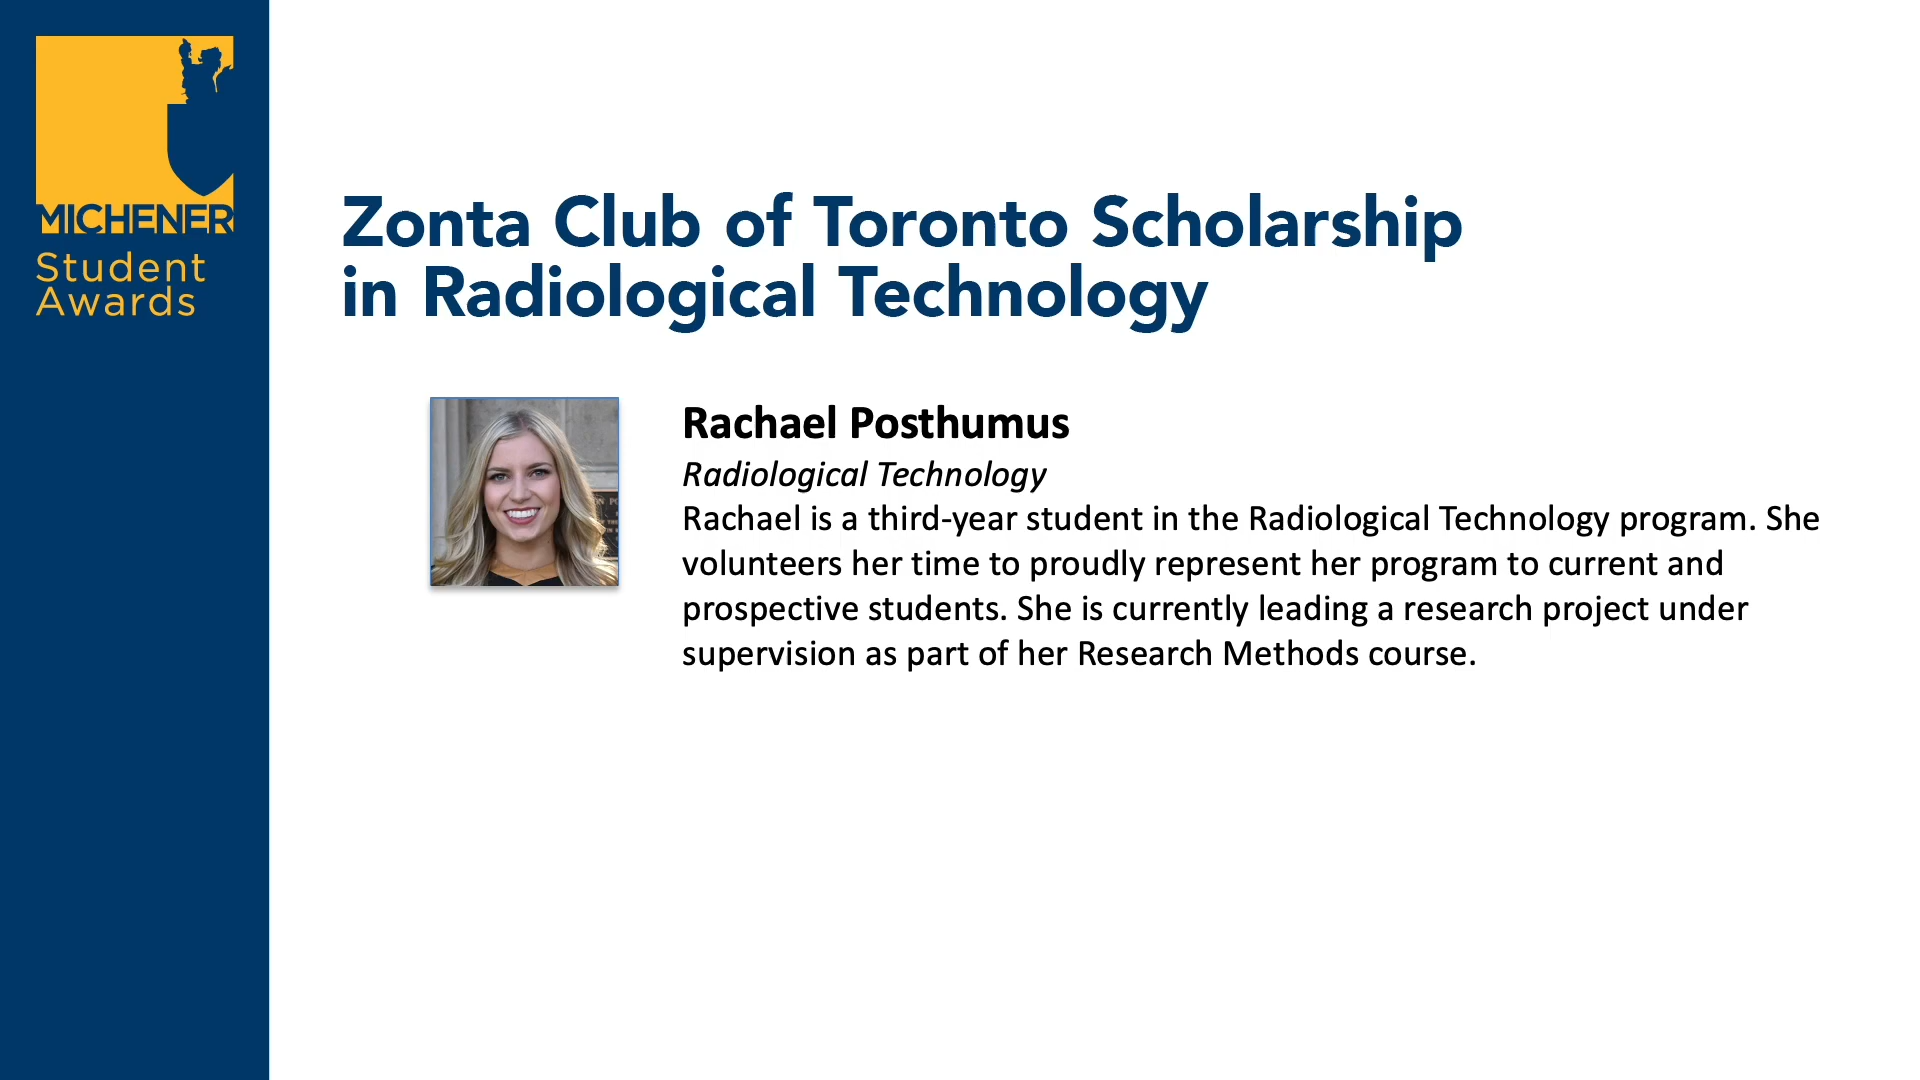 MICHENER
Student
Awards
Zonta Club of Toronto Scholarship
in Radiological Technology
Rachael Posthumus
Radiological Technology
Rachael is a third-year student in the Radiological Technology program. She
volunteers her time to proudly represent her program to current and
prospective students. She is currently leading a research project under
supervision as part of her Research Methods course.